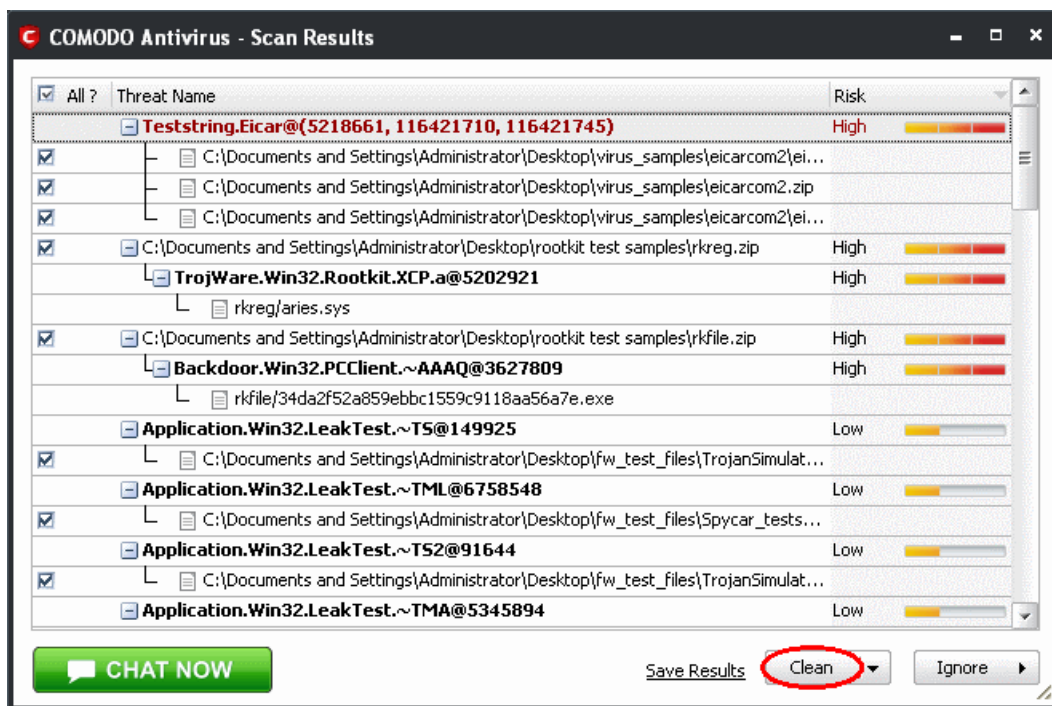 COMODO Antivirus - Scan Results
All ? Threat Name Risk
Teststring.Eicar@(5218661, 116421710, 116421745) High
C:\Documents and Settings\Administrator\Desktop\virus_samples\eicarcom2\ei...
C:\Documents and Settings\Administrator\Desktop\virus_samples\eicarcom2.zip
C:\Documents and Settings\Administrator\Desktop\virus_samples\eicarcom2\ei...
C:\Documents and Settings\Administrator\Desktop\rootkit test samples\rkreg.zip High
TrojWare.Win32.Rootkit.XCP.a@5202921 High
rkreg/aries.sys
C:\Documents and Settings\Administrator\Desktop\rootkit test samples\rkfile.zip High
Backdoor.Win32.PCClient.~AAAQ@3627809 High
rkfile/34da2f52a859ebbc1559c9118aa56a7e.exe
Application.Win32.LeakTest.~TS@149925 Low
C:\Documents and Settings\Administrator\Desktop\fw_test_files\TrojanSimulat...
Application.Win32.LeakTest.~TML@6758548 Low
C:\Documents and Settings\Administrator\Desktop\fw_test_files\Spycar_tests...
Application.Win32.LeakTest.~TS2@91644 Low
C:\Documents and Settings\Administrator\Desktop\fw_test_files\TrojanSimulat...
Application.Win32.LeakTest.~TMA@5345894 Low
CHAT NOW Save Results Clean Ignore